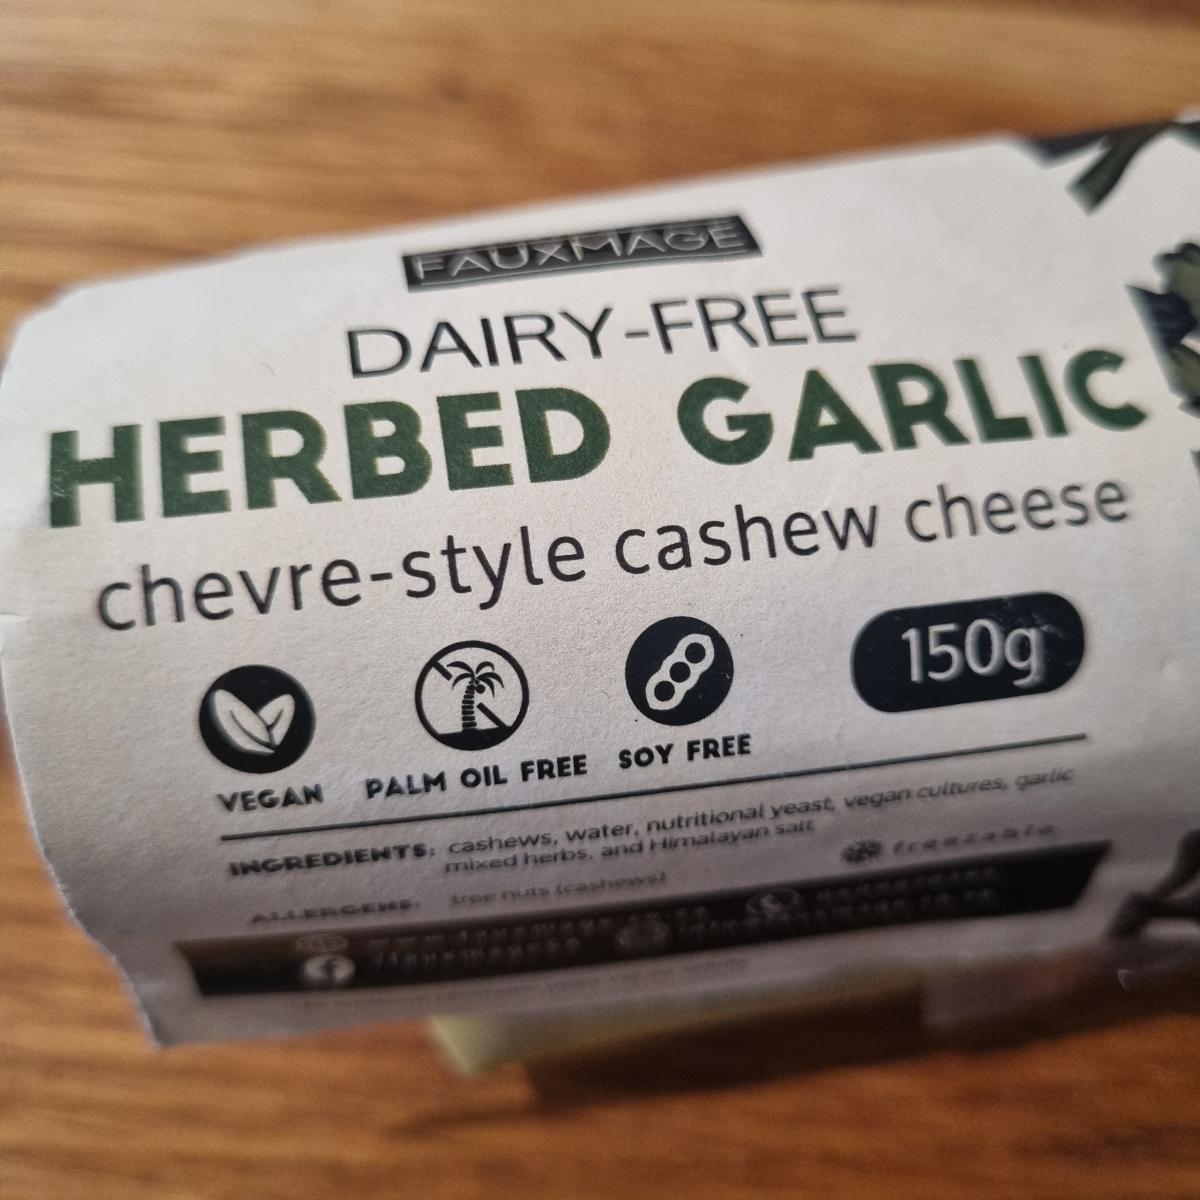 FAUXMAGE
DAIRY-FREE
HERBED GARLIC
chevre-style cashew cheese
150g
VEGAN PALM OIL FREE SOY FREE
INGREDIENTS: cashews, water, nutritional yeast, vegan cultures, garlic
mixed herbs, and Himalayan salt
ALLERGENS: tree nuts (cashews)
freezable